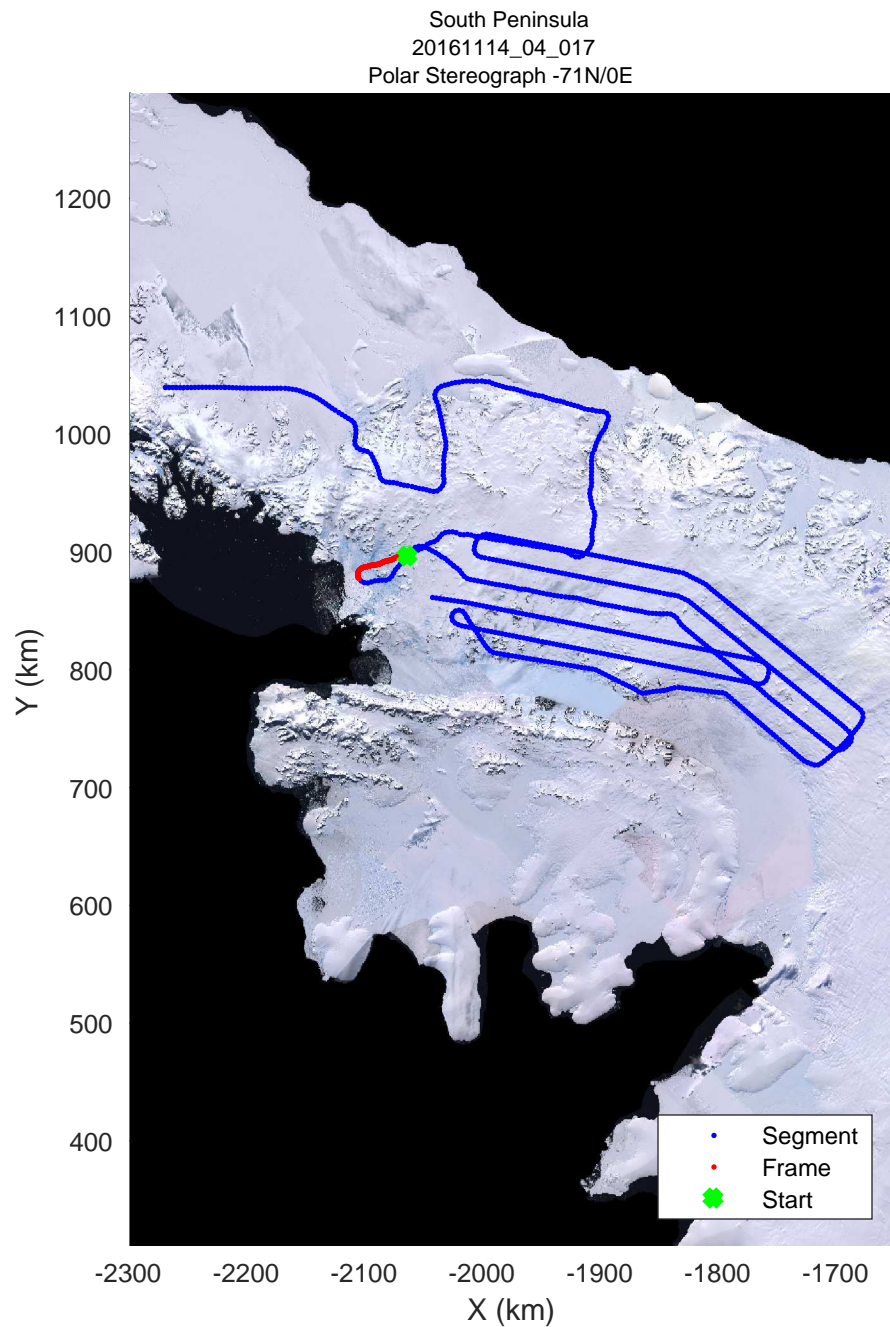 South Peninsula
20161114_04_017
Polar Stereograph -71N/0E
1200
1100
1000
900
800
700
600
500
400
Y (km)
Segment
Frame
Start
-2300 -2200 -2100 -2000 -1900 -1800 -1700
X (km)